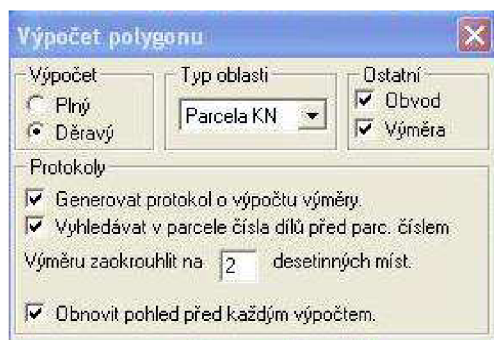 Výpočet polygonu
Výpočet
Plný
Děravý
Typ oblasti
Parcela KN
Ostatní
Obvod
Výměra
Protokoly
Generovat protokol o výpočtu výměry.
Vyhledávat v parcele čísla dílů před parc. číslem
Výměru zaokrouhlit na 2 desetinných míst.
Obnovit pohled před každým výpočtem.